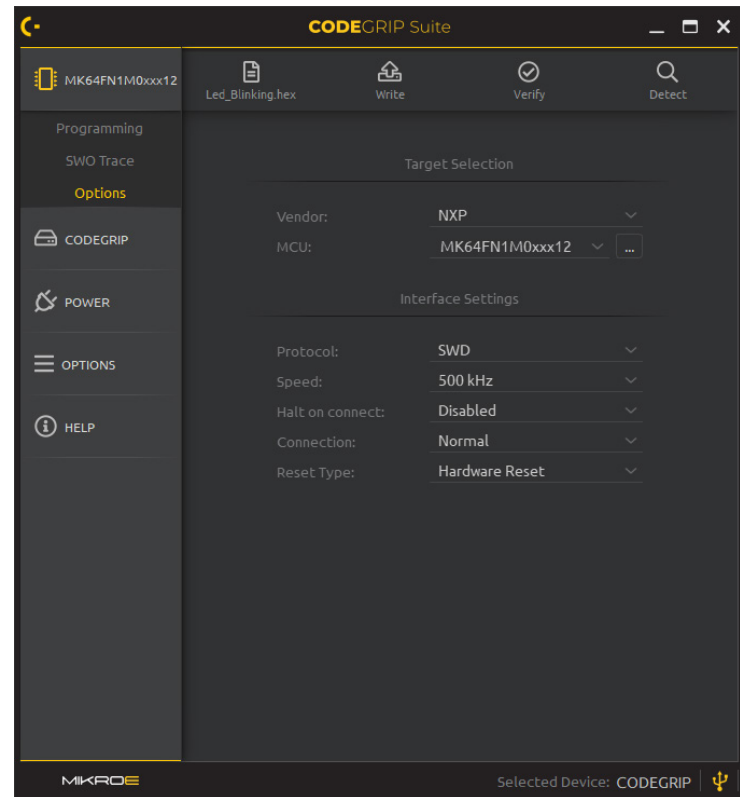 CODEGRIP Suite
MK64FN1M0xxx12
Led_Blinking.hex
Write
Verify
Detect
Programming
SWO Trace
Options
CODEGRIP
POWER
OPTIONS
HELP
Target Selection
Vendor: NXP
MCU: MK64FN1M0xxx12 ...
Interface Settings
Protocol: SWD
Speed: 500 kHz
Halt on connect: Disabled
Connection: Normal
Reset Type: Hardware Reset
MIKROE
Selected Device: CODEGRIP